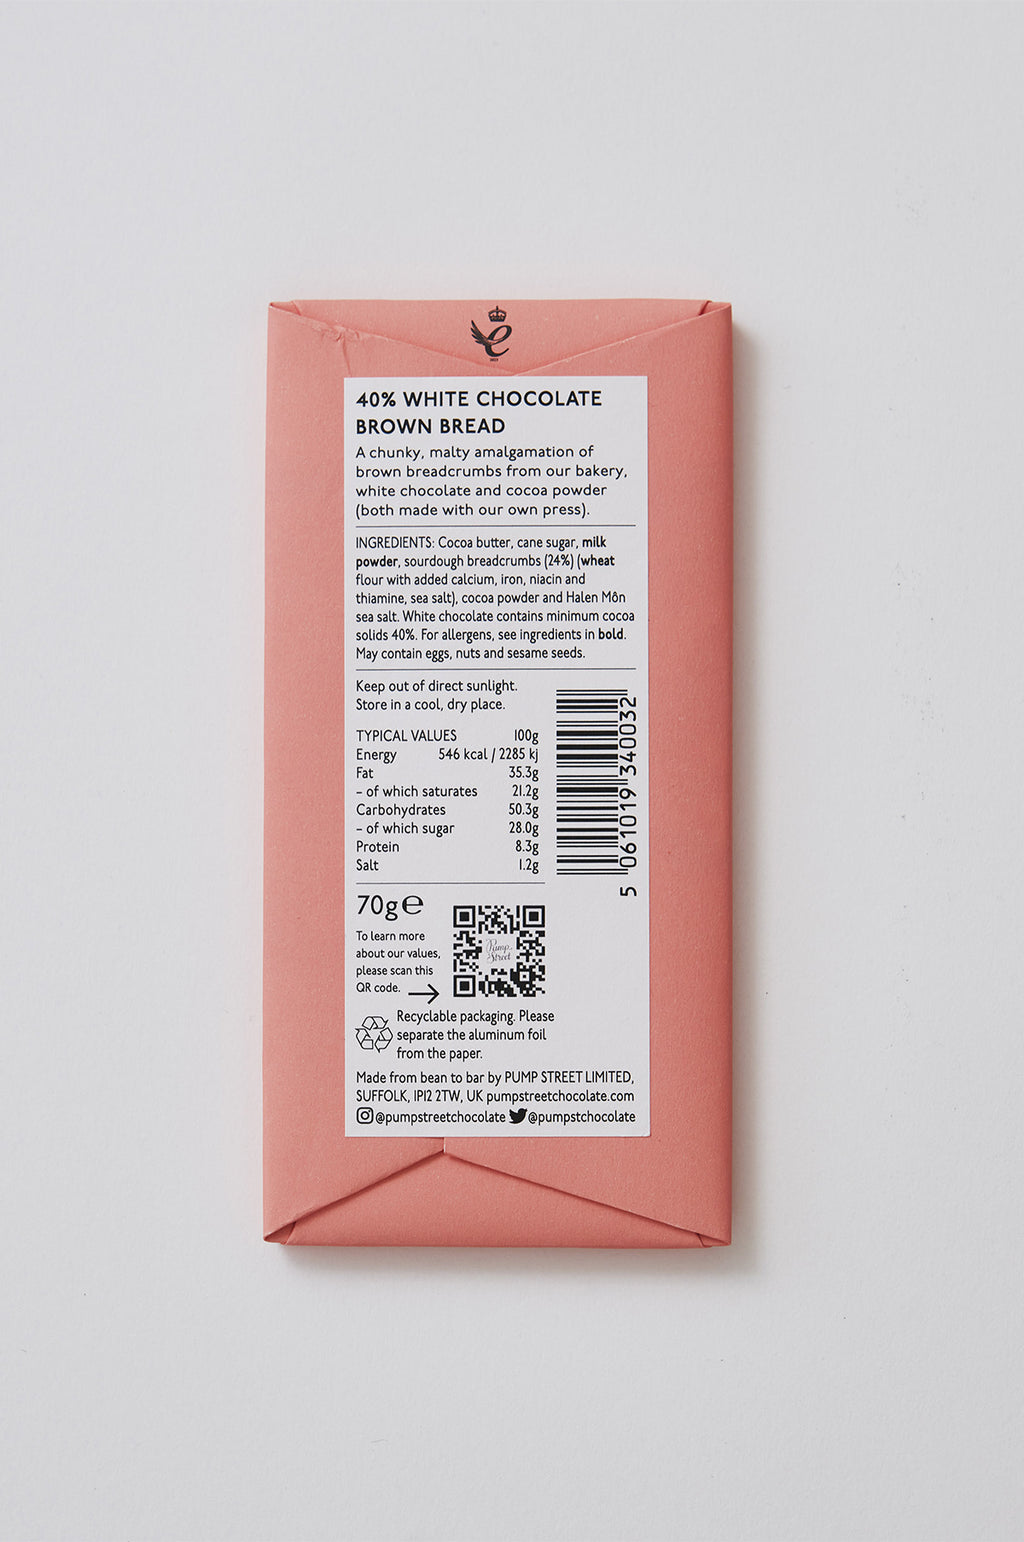 40% WHITE CHOCOLATE
BROWN BREAD
A chunky, malty amalgamation of
brown breadcrumbs from our bakery,
white chocolate and cocoa powder
(both made with our own press).
INGREDIENTS: Cocoa butter, cane sugar, milk
powder, sourdough breadcrumbs (24%) (wheat
flour with added calcium, iron, niacin and
thiamine, sea salt), cocoa powder and Halen Môn
sea salt. White chocolate contains minimum cocoa
solids 40%. For allergens, see ingredients in bold.
May contain eggs, nuts and sesame seeds.
Keep out of direct sunlight.
Store in a cool, dry place.
TYPICAL VALUES 100g
Energy 546 kcal / 2285 kj
Fat 35.3g
– of which saturates 21.2g
Carbohydrates 50.3g
– of which sugar 28.0g
Protein 8.3g
Salt 1.2g
5 061019 340032
70g℮
To learn more
about our values,
please scan this
QR code.
Pump
Street
Recyclable packaging. Please
separate the aluminum foil
from the paper.
Made from bean to bar by PUMP STREET LIMITED,
SUFFOLK, IP12 2TW, UK pumpstreetchocolate.com
@pumpstreetchocolate @pumpstchocolate